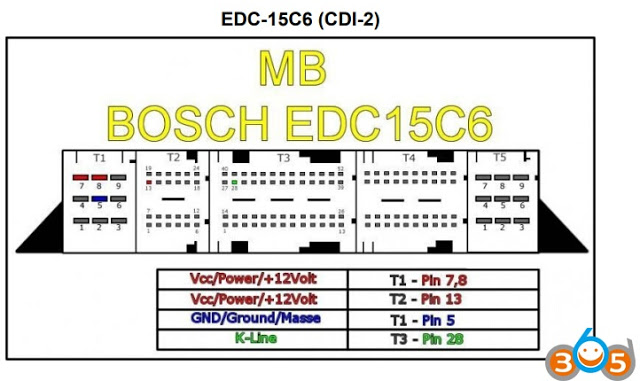 EDC-15C6 (CDI-2)
MB
BOSCH EDC15C6
T1 T2 T3 T4 T5
19 24 40 52
7 8 9 13 18 27 28 39 7 8 9
4 5 6 4 5 6
7 12 14 26
1 2 3 1 6 1 13 1 2 3
Vcc/Power/+12Volt T1 - Pin 7,8
Vcc/Power/+12Volt T2 - Pin 13
GND/Ground/Masse T1 - Pin 5
K-Line T3 - Pin 28
365